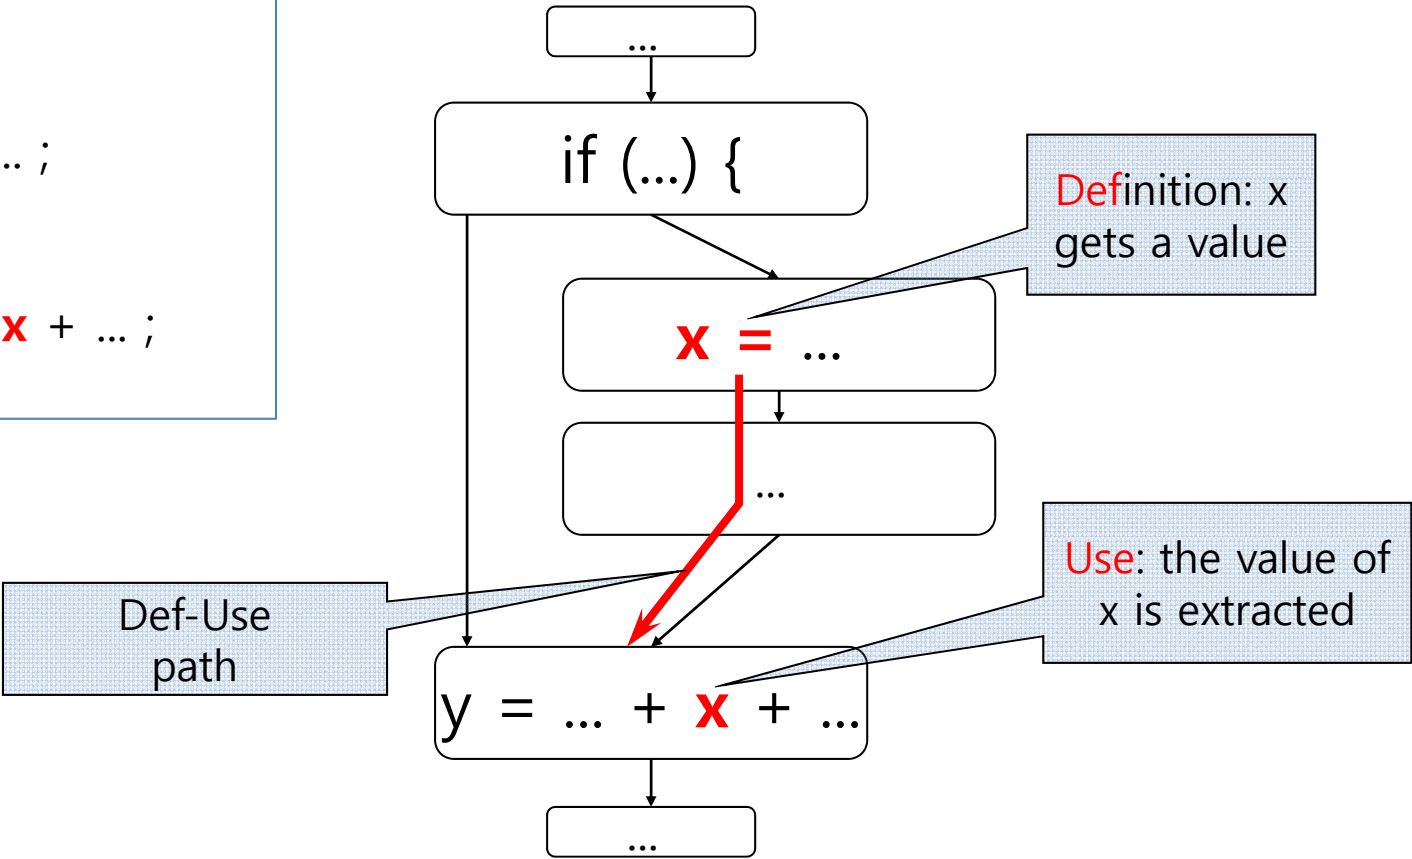 ...
if (...) {
.. ;
Definition: x
gets a value
x + ... ;
x = ...
...
Use: the value of
x is extracted
Def-Use
path
y = ... + x + ...
...